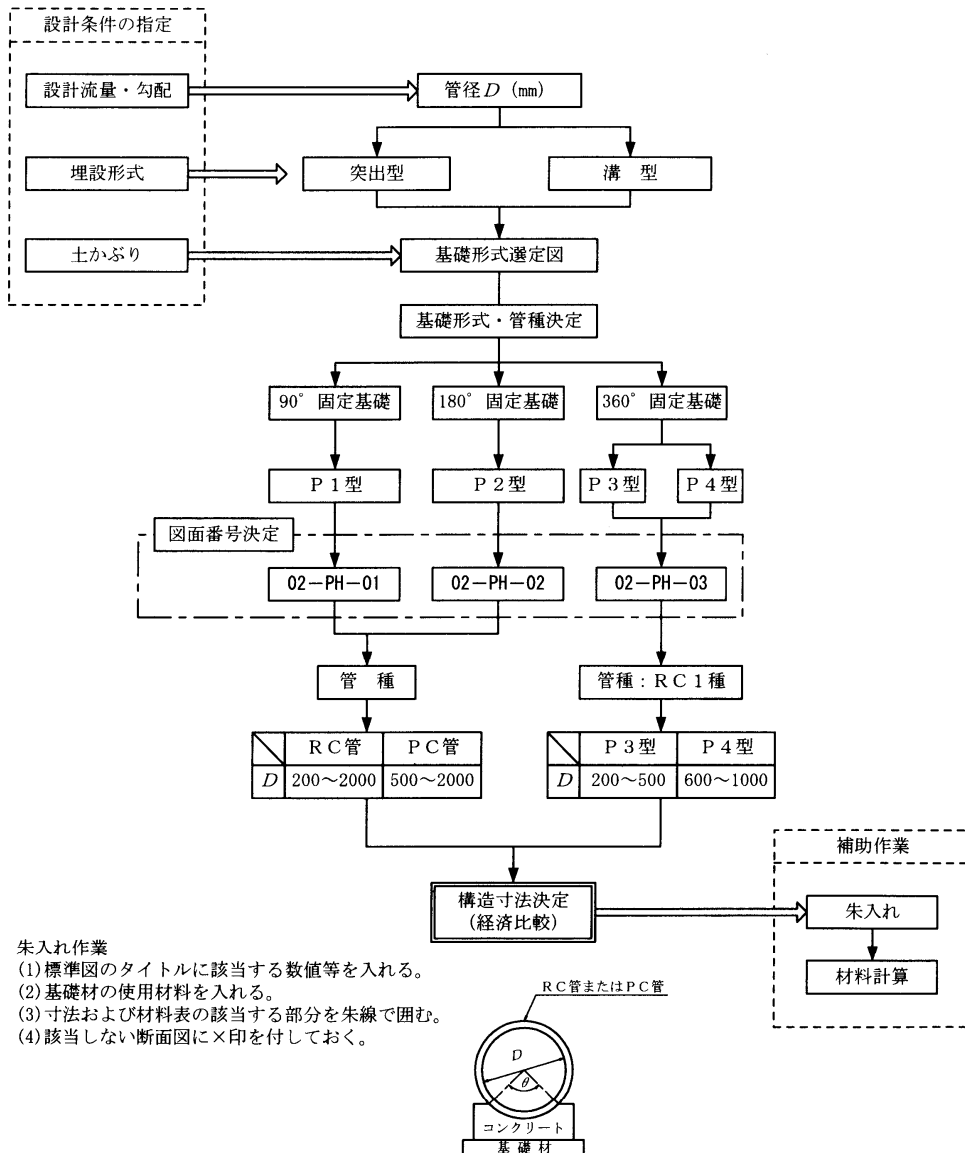 設計条件の指定
設計流量・勾配
管径D (mm)
埋設形式
突出型
溝　型
土かぶり
基礎形式選定図
基礎形式・管種決定
90°固定基礎
180°固定基礎
360°固定基礎
P1型
P2型
P3型
P4型
図面番号決定
02-PH-01
02-PH-02
02-PH-03
管　種
管種：RC1種
RC管 PC管
D 200～2000 500～2000
P3型 P4型
D 200～500 600～1000
構造寸法決定
(経済比較)
補助作業
朱入れ
材料計算
朱入れ作業
(1)標準図のタイトルに該当する数値等を入れる。
(2)基礎材の使用材料を入れる。
(3)寸法および材料表の該当する部分を朱線で囲む。
(4)該当しない断面図に×印を付しておく。
RC管またはPC管
D
θ
コンクリート
基礎材